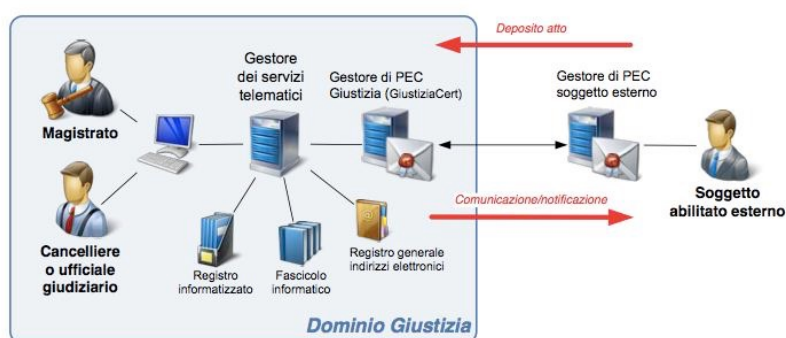 Deposito atto
Gestore
dei servizi
telematici
Gestore di PEC
Giustizia (GiustiziaCert)
Gestore di PEC
soggetto esterno
Magistrato
Soggetto
abilitato esterno
Comunicazione/notificazione
Cancelliere
o ufficiale
giudiziario
Registro
informatizzato
Fascicolo
informatico
Registro generale
indirizzi elettronici
Dominio Giustizia